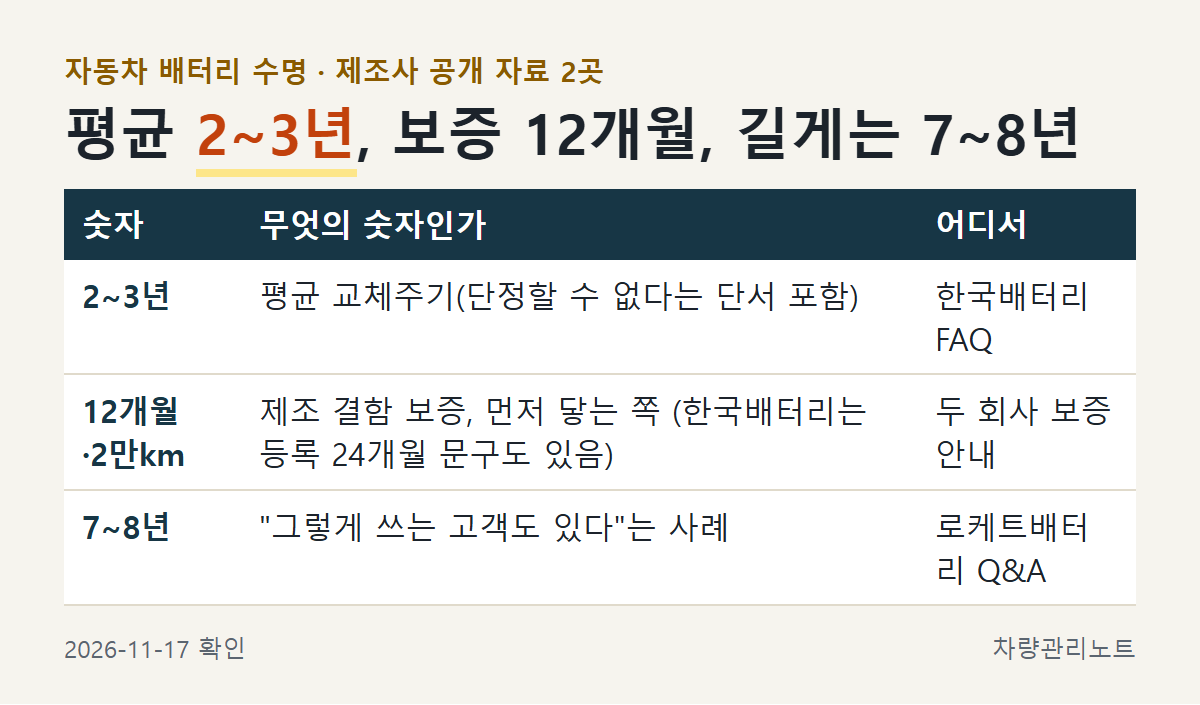 자동차 배터리 수명 · 제조사 공개 자료 2곳
평균 2~3년, 보증 12개월, 길게는 7~8년
숫자 무엇의 숫자인가 어디서
2~3년 평균 교체주기(단정할 수 없다는 단서 포함) 한국배터리
FAQ
12개월 제조 결함 보증, 먼저 닿는 쪽 (한국배터리는 두 회사 보증
·2만km 등록 24개월 문구도 있음) 안내
7~8년 "그렇게 쓰는 고객도 있다"는 사례 로케트배터
리 Q&A
2026-11-17 확인 차량관리노트